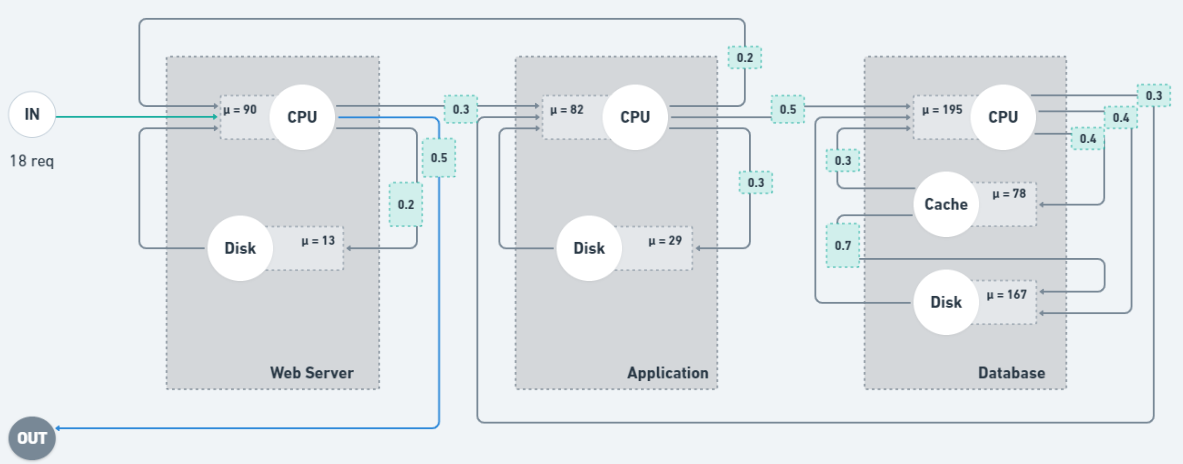 0.2
IN
18 req
μ = 90
CPU
0.3
μ = 82
CPU
0.5
μ = 195
CPU
0.3
0.4
0.4
0.5
0.3
0.2
0.3
Cache
μ = 78
Disk
μ = 13
Disk
μ = 29
0.7
Disk
μ = 167
Web Server
Application
Database
OUT